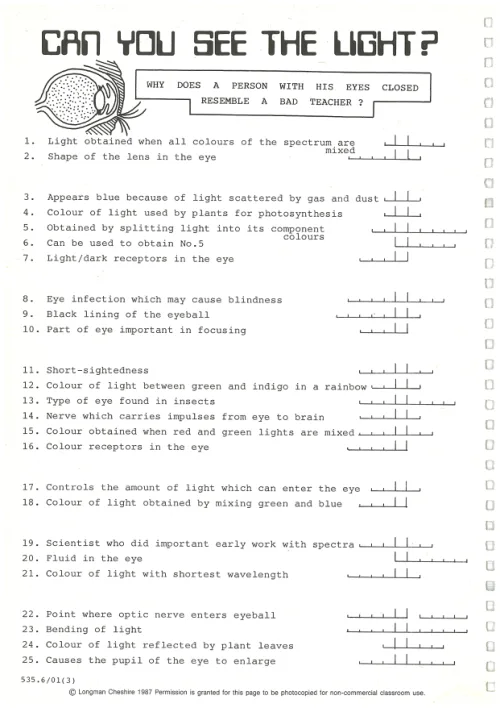 CAN YOU SEE THE LIGHT?
WHY DOES A PERSON WITH HIS EYES CLOSED
RESEMBLE A BAD TEACHER ?
1. Light obtained when all colours of the spectrum are
mixed
2. Shape of the lens in the eye
3. Appears blue because of light scattered by gas and dust
4. Colour of light used by plants for photosynthesis
5. Obtained by splitting light into its component
colours
6. Can be used to obtain No.5
7. Light/dark receptors in the eye
8. Eye infection which may cause blindness
9. Black lining of the eyeball
10. Part of eye important in focusing
11. Short-sightedness
12. Colour of light between green and indigo in a rainbow
13. Type of eye found in insects
14. Nerve which carries impulses from eye to brain
15. Colour obtained when red and green lights are mixed
16. Colour receptors in the eye
17. Controls the amount of light which can enter the eye
18. Colour of light obtained by mixing green and blue
19. Scientist who did important early work with spectra
20. Fluid in the eye
21. Colour of light with shortest wavelength
22. Point where optic nerve enters eyeball
23. Bending of light
24. Colour of light reflected by plant leaves
25. Causes the pupil of the eye to enlarge
535.6/01(3)
© Longman Cheshire 1987 Permission is granted for this page to be photocopied for non-commercial classroom use.